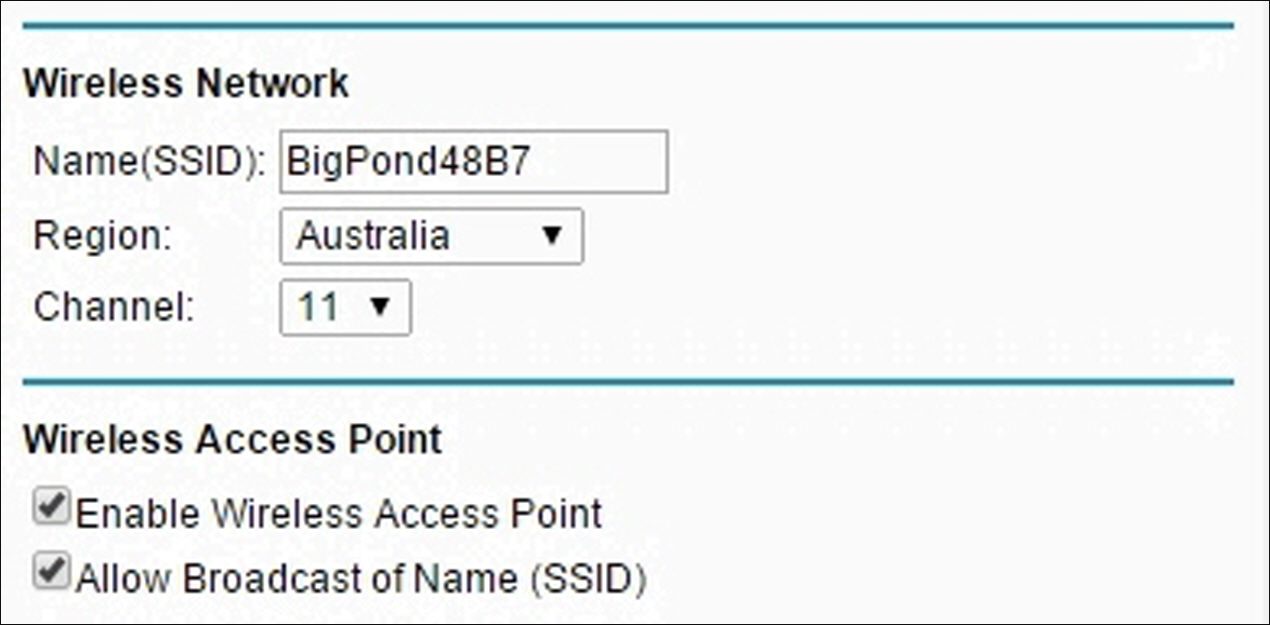 Wireless Network
Name(SSID): BigPond48B7
Region: Australia
Channel: 11
Wireless Access Point
Enable Wireless Access Point
Allow Broadcast of Name (SSID)